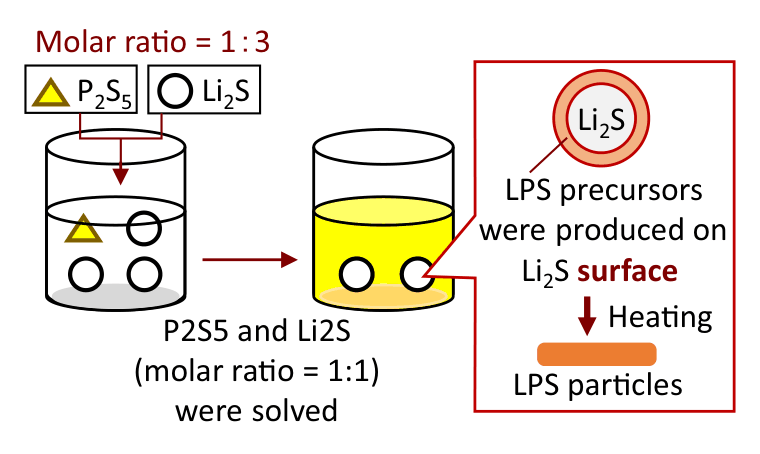 Molar ratio = 1 : 3
P₂S₅
Li₂S
Li₂S
LPS precursors
were produced on
Li₂S surface
Heating
LPS particles
P2S5 and Li2S
(molar ratio = 1:1)
were solved